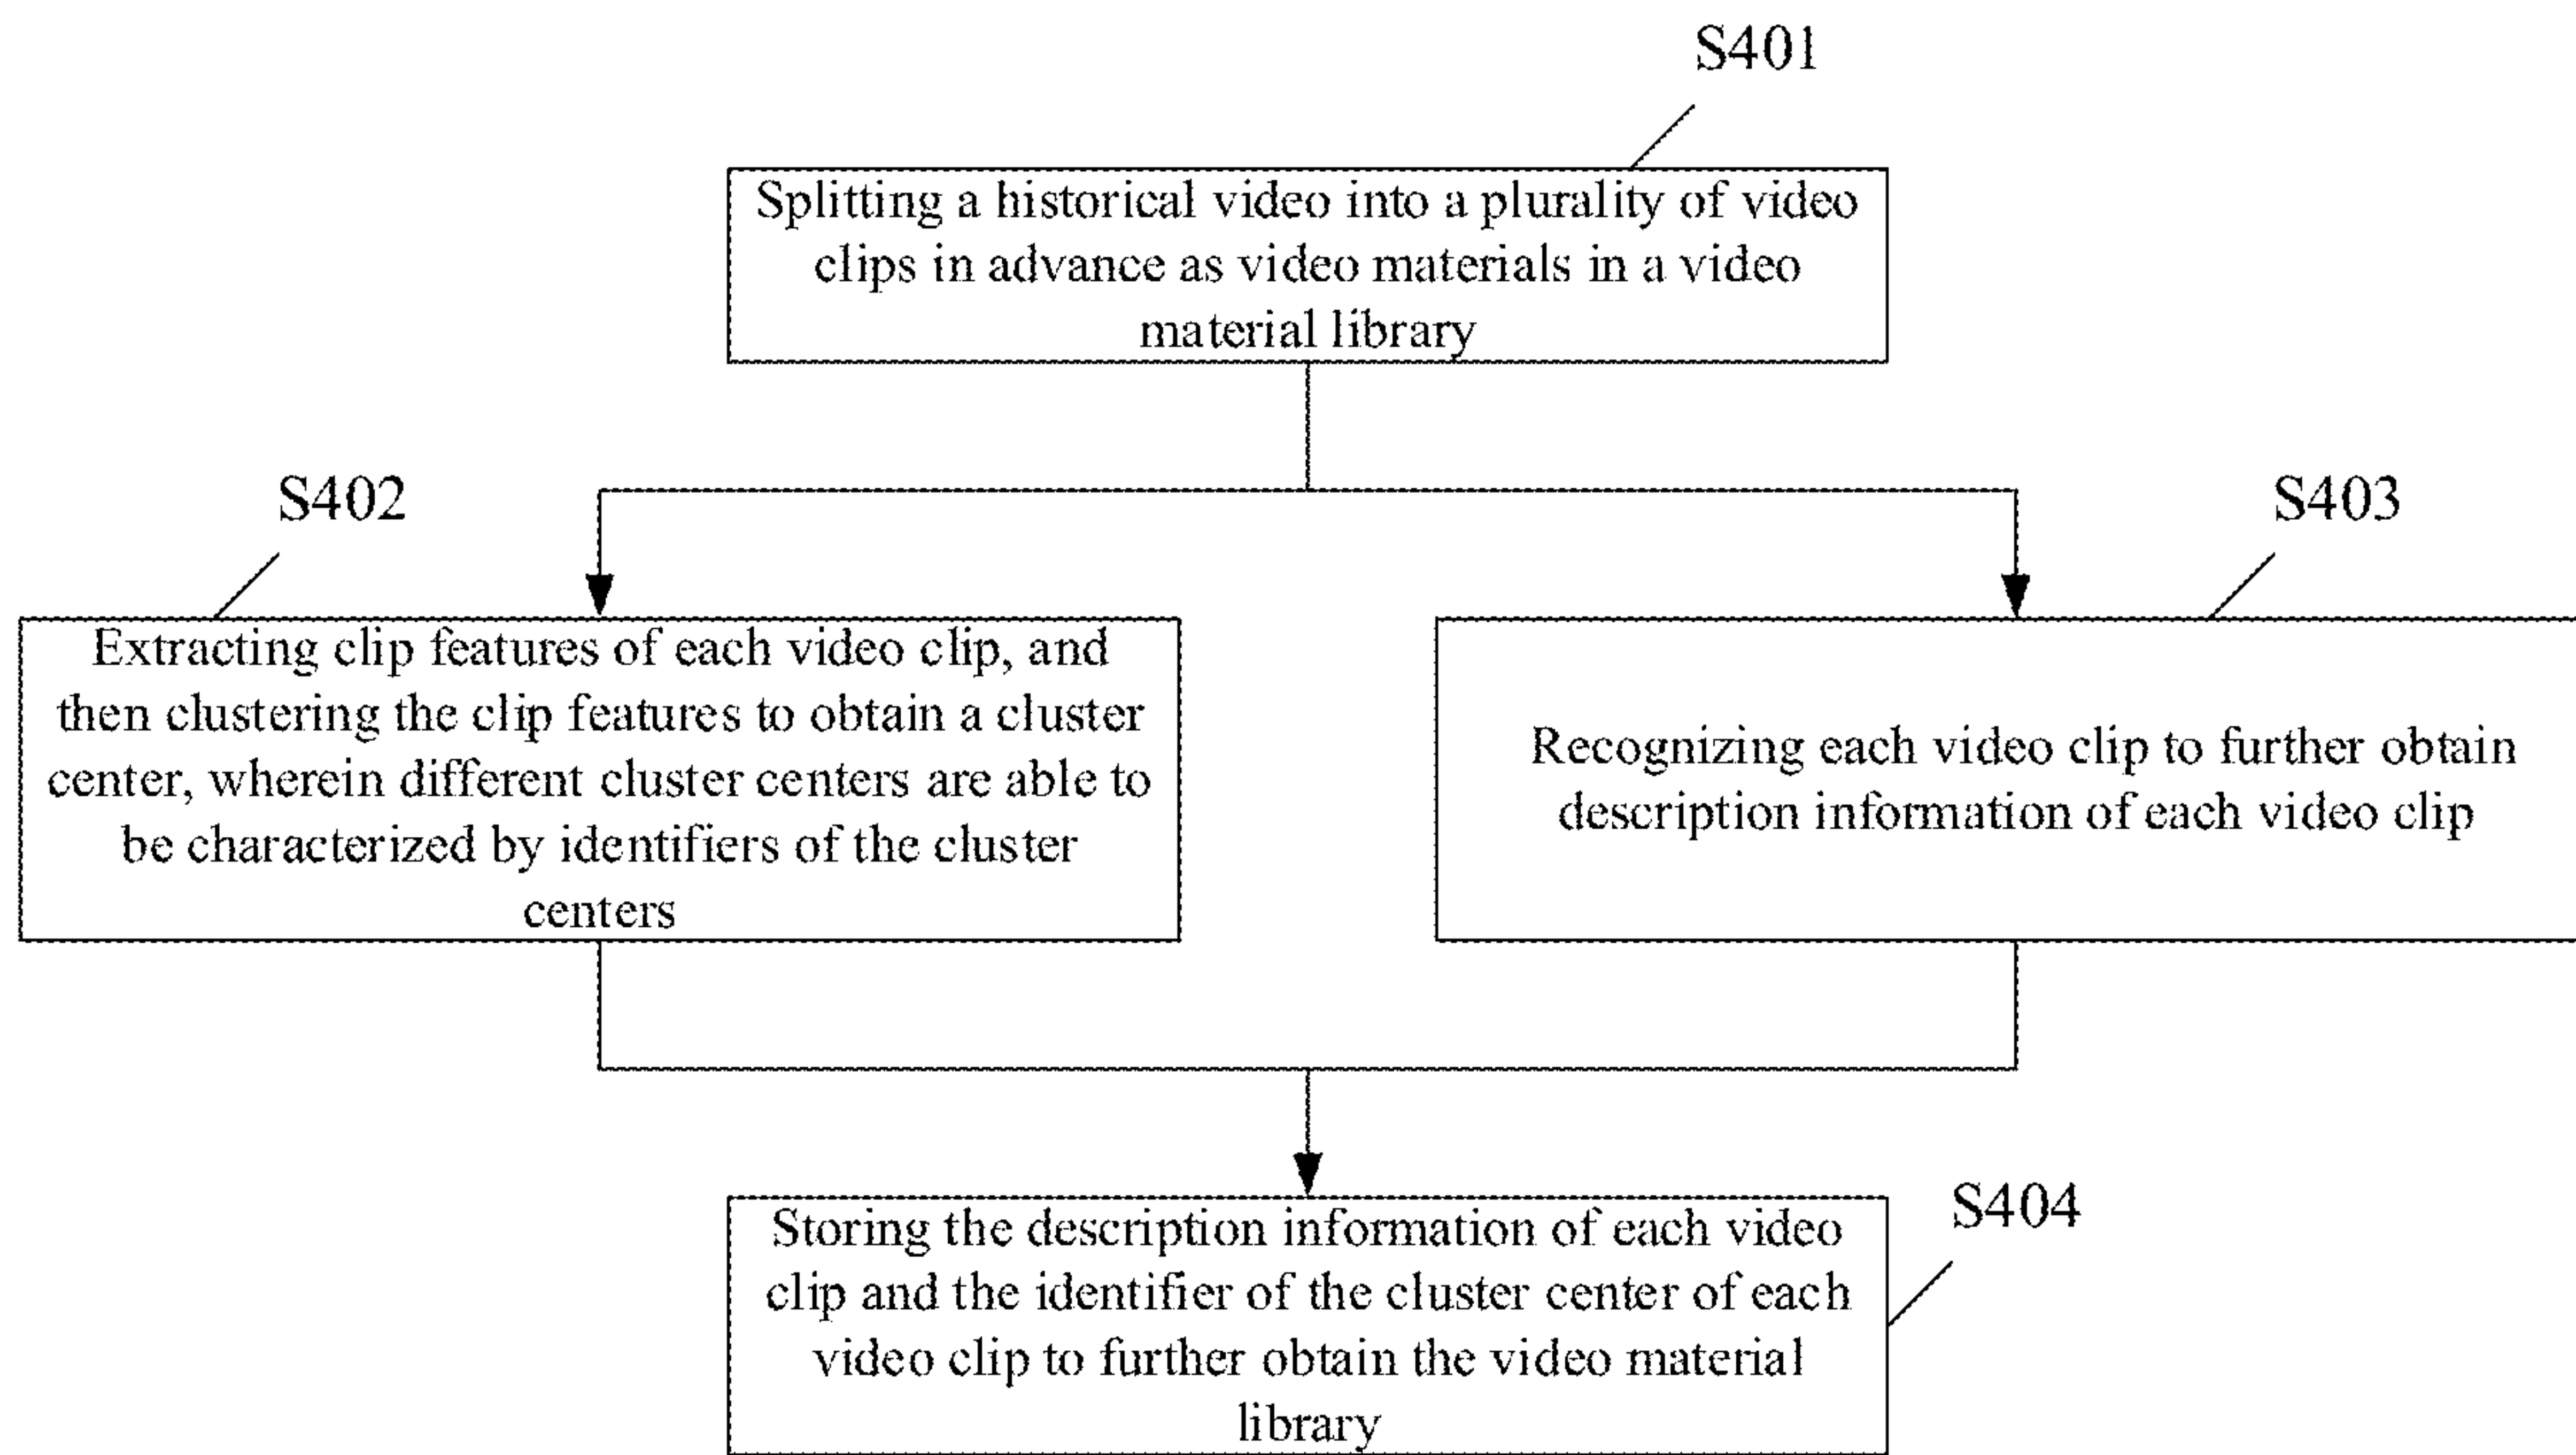 S401
Splitting a historical video into a plurality of video
clips in advance as video materials in a video
material library
S402
S403
Extracting clip features of each video clip, and
then clustering the clip features to obtain a cluster
center, wherein different cluster centers are able to
be characterized by identifiers of the cluster
centers
Recognizing each video clip to further obtain
description information of each video clip
S404
Storing the description information of each video
clip and the identifier of the cluster center of each
video clip to further obtain the video material
library